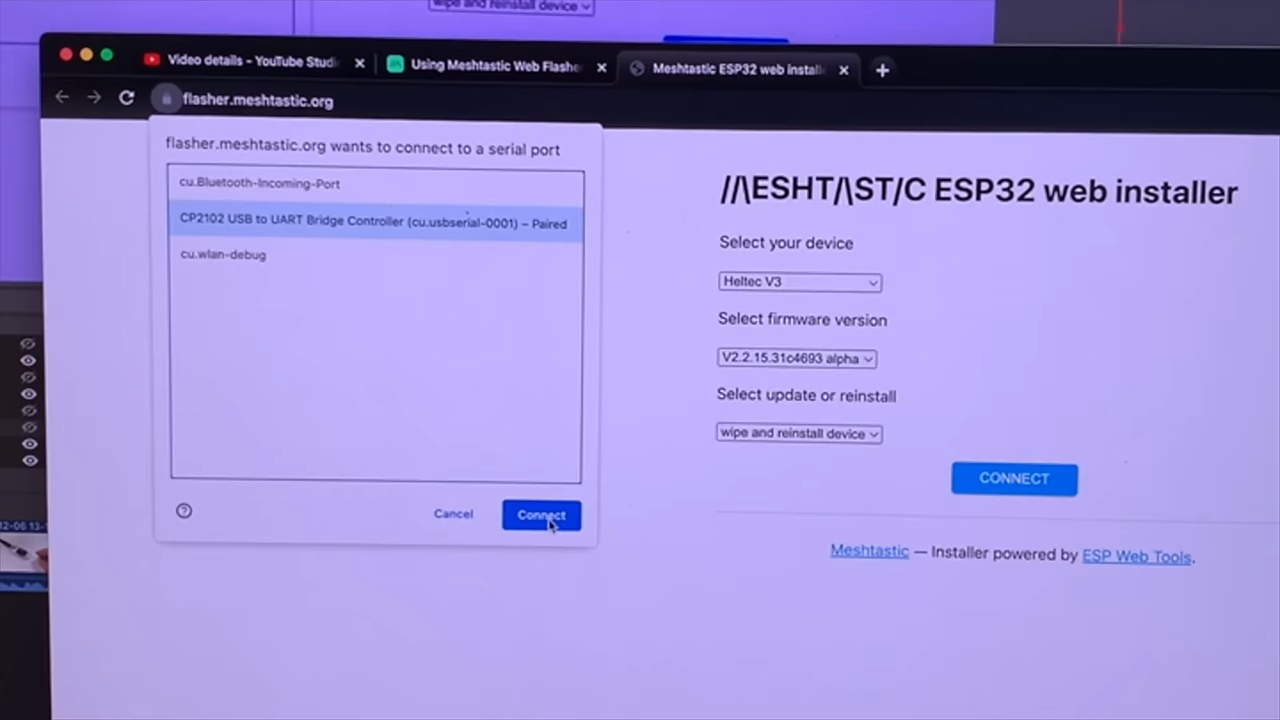 wipe and reinstall device
Video details - YouTube Studi
Using Meshtastic Web Flashe
Meshtastic ESP32 web install
flasher.meshtastic.org
flasher.meshtastic.org wants to connect to a serial port
cu.Bluetooth-Incoming-Port
CP2102 USB to UART Bridge Controller (cu.usbserial-0001) – Paired
cu.wlan-debug
Cancel
Connect
//\ESHT/\ST/C ESP32 web installer
Select your device
Heltec V3
Select firmware version
V2.2.15.31c4693 alpha
Select update or reinstall
wipe and reinstall device
CONNECT
Meshtastic — Installer powered by ESP Web Tools.